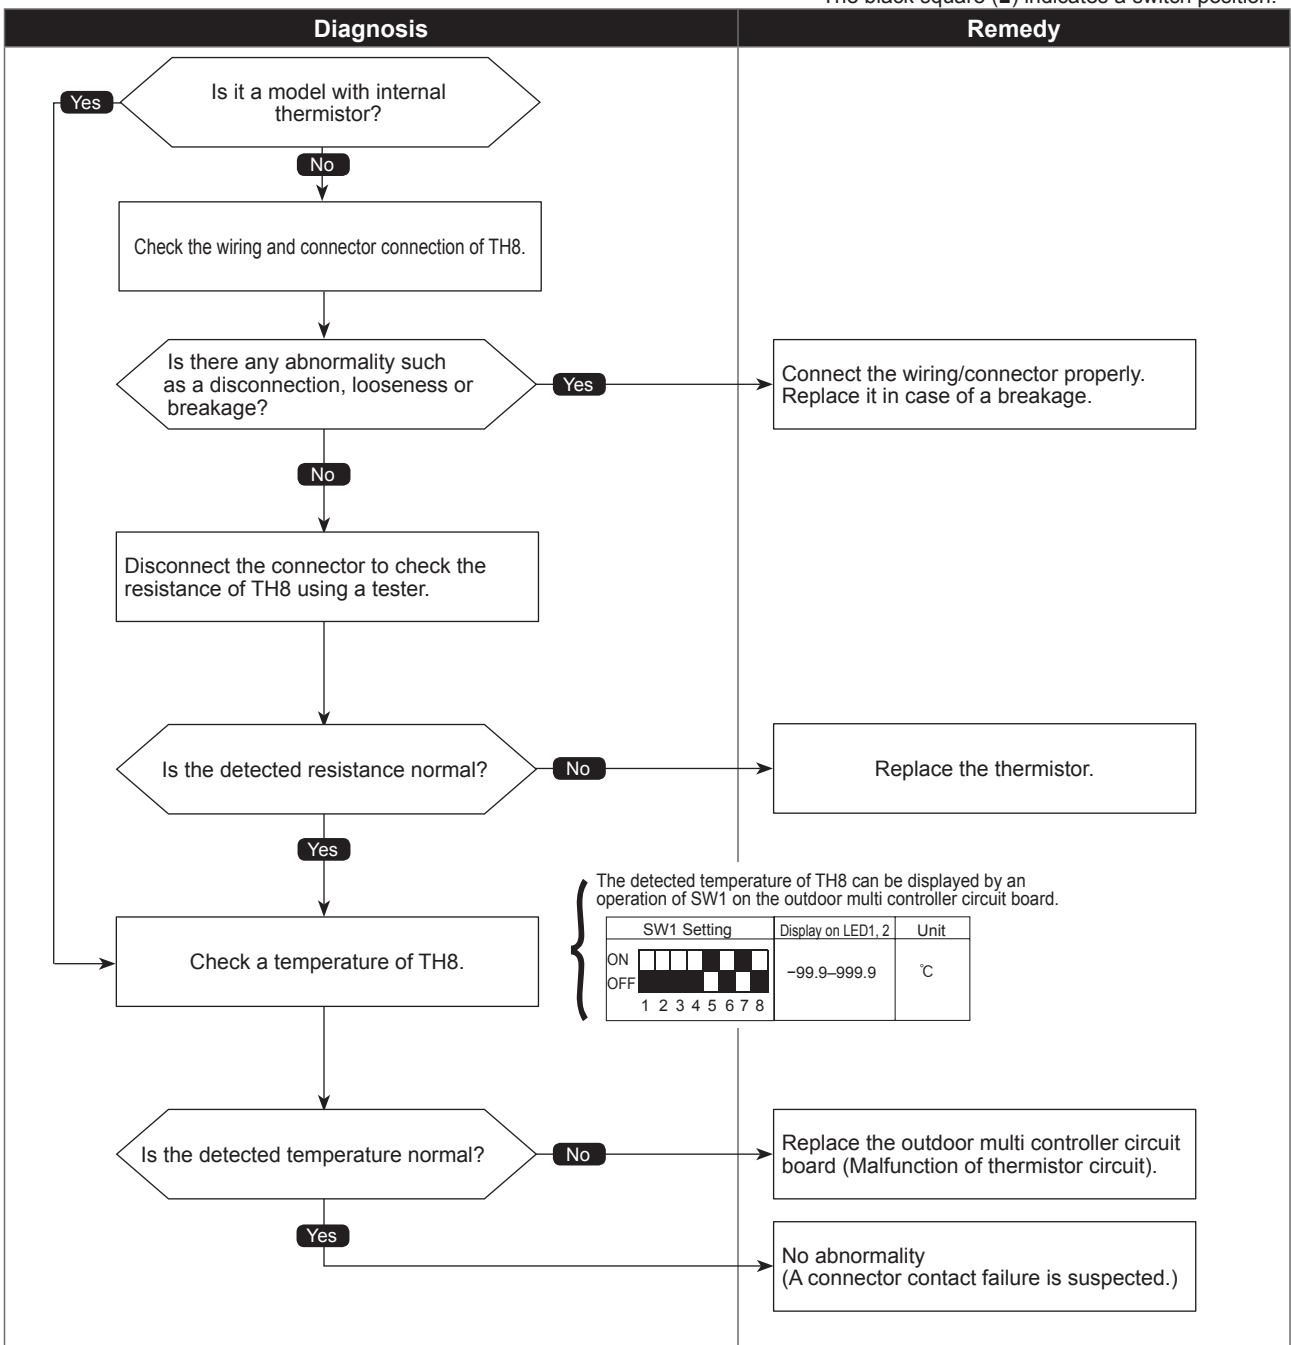 The black square (■) indicates a switch position.
Diagnosis
Remedy
Is it a model with internal
thermistor?
Yes
No
Check the wiring and connector connection of TH8.
Is there any abnormality such
as a disconnection, looseness or
breakage?
Yes
Connect the wiring/connector properly.
Replace it in case of a breakage.
No
Disconnect the connector to check the
resistance of TH8 using a tester.
Is the detected resistance normal?
No
Replace the thermistor.
Yes
The detected temperature of TH8 can be displayed by an
operation of SW1 on the outdoor multi controller circuit board.
SW1 Setting
Display on LED1, 2
Unit
ON
OFF
1 2 3 4 5 6 7 8
−99.9–999.9
℃
Check a temperature of TH8.
Is the detected temperature normal?
No
Replace the outdoor multi controller circuit
board (Malfunction of thermistor circuit).
Yes
No abnormality
(A connector contact failure is suspected.)